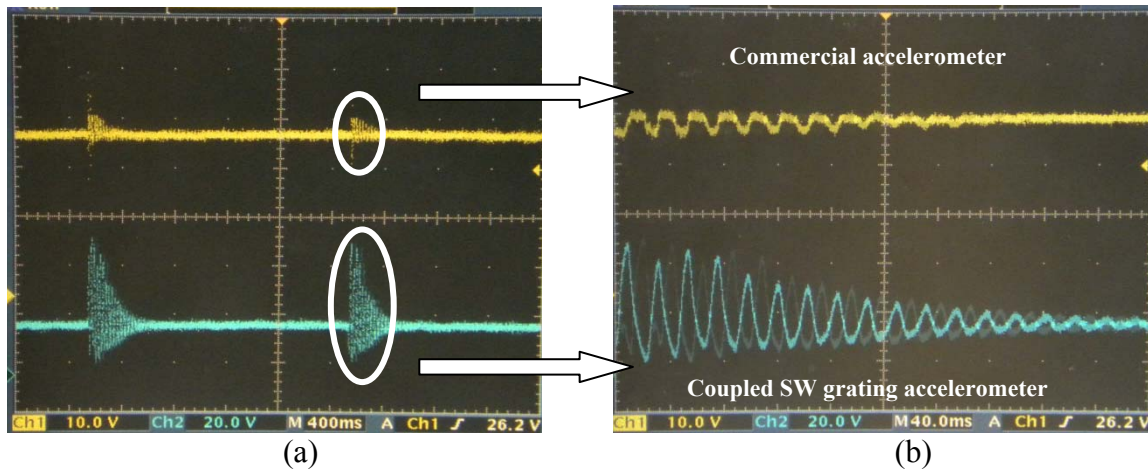 Commercial accelerometer
Coupled SW grating accelerometer
Ch1 10.0 V Ch2 20.0 V M 400ms A Ch1 26.2 V
Ch1 10.0 V Ch2 20.0 V M 40.0ms A Ch1 26.2 V
(a) (b)